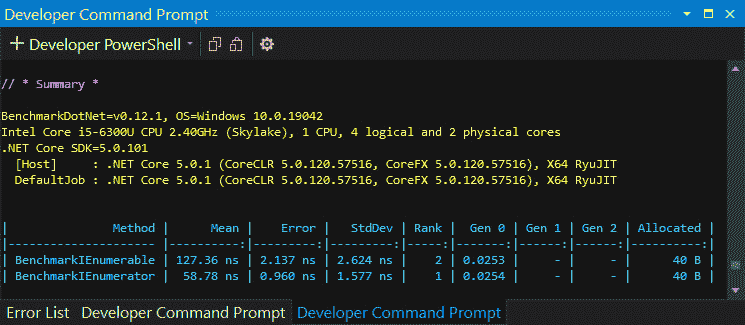 Developer Command Prompt
Developer PowerShell
// * Summary *
BenchmarkDotNet=v0.12.1, OS=Windows 10.0.19042
Intel Core i5-6300U CPU 2.40GHz (Skylake), 1 CPU, 4 logical and 2 physical cores
.NET Core SDK=5.0.101
[Host]     : .NET Core 5.0.1 (CoreCLR 5.0.120.57516, CoreFX 5.0.120.57516), X64 RyuJIT
DefaultJob : .NET Core 5.0.1 (CoreCLR 5.0.120.57516, CoreFX 5.0.120.57516), X64 RyuJIT
|               Method |      Mean |    Error |   StdDev | Rank |  Gen 0 | Gen 1 | Gen 2 | Allocated |
|--------------------- |----------:|---------:|---------:|-----:|-------:|------:|------:|----------:|
| BenchmarkIEnumerable | 127.36 ns | 2.137 ns | 2.624 ns |    2 | 0.0253 |     - |     - |      40 B |
| BenchmarkIEnumerator |  58.78 ns | 0.960 ns | 1.577 ns |    1 | 0.0254 |     - |     - |      40 B |
Error List Developer Command Prompt Developer Command Prompt